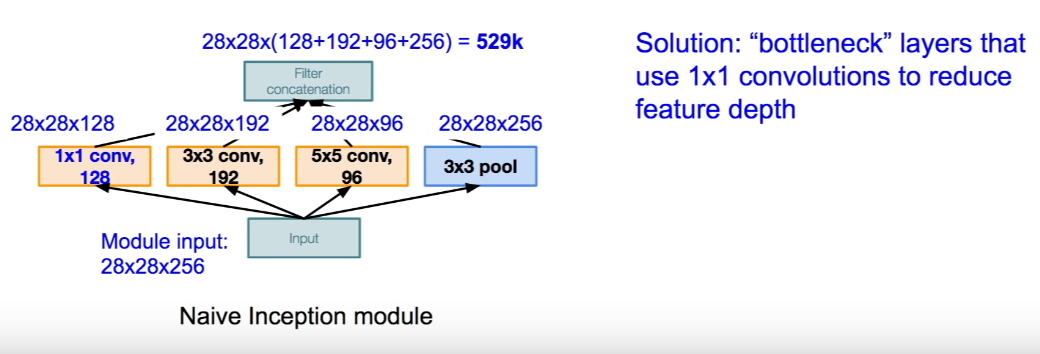 28x28x(128+192+96+256) = 529k
Filter
concatenation
28x28x128
28x28x192
28x28x96
28x28x256
1x1 conv,
128
3x3 conv,
192
5x5 conv,
96
3x3 pool
Input
Module input:
28x28x256
Naive Inception module
Solution: “bottleneck” layers that
use 1x1 convolutions to reduce
feature depth